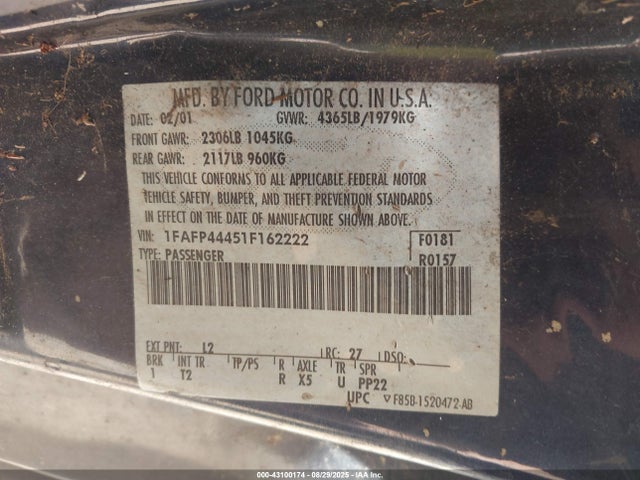 MFD. BY FORD MOTOR CO. IN U.S.A.
DATE: 02/01 GVWR: 4365LB/1979KG
FRONT GAWR: 2306LB 1045KG
REAR GAWR: 2117LB 960KG
THIS VEHICLE CONFORMS TO ALL APPLICABLE FEDERAL MOTOR
VEHICLE SAFETY, BUMPER, AND THEFT PREVENTION STANDARDS
IN EFFECT ON THE DATE OF MANUFACTURE SHOWN ABOVE.
VIN: 1FAFP44451F162222 F0181
TYPE: PASSENGER R0157
EXT PNT: L2 RC: 27 DSO:
BRK INT TR TP/PS R AXLE TR SPR
1 T2 R X5 U PP22
UPC ▽F85B-1520472-AB
000-43100174 - 08/29/2025 - IAAI.com